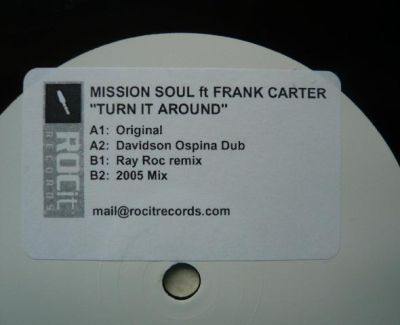 MISSION SOUL ft FRANK CARTER
"TURN IT AROUND"
A1: Original
A2: Davidson Ospina Dub
B1: Ray Roc remix
B2: 2005 Mix
mail@rocitrecords.com
ROCit
RECORDS